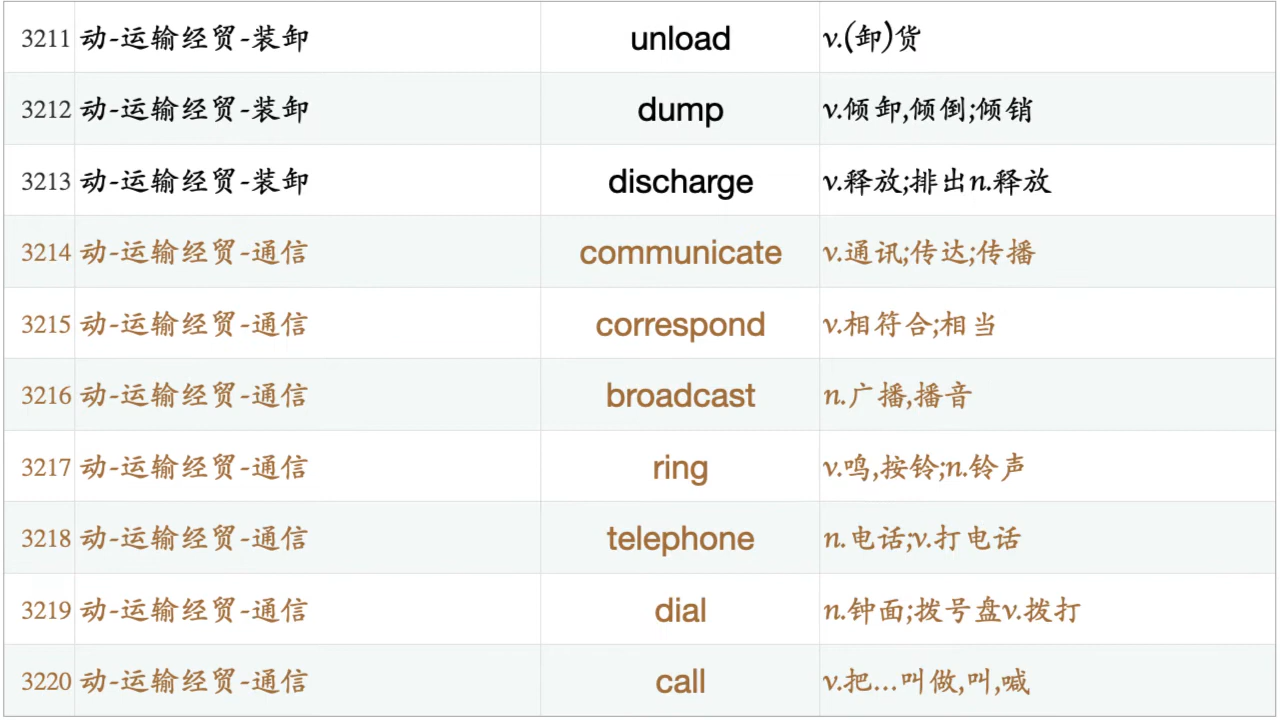 3211 动-运输经贸-装卸 unload v.(卸)货
3212 动-运输经贸-装卸 dump v.倾卸,倾倒;倾销
3213 动-运输经贸-装卸 discharge v.释放;排出n.释放
3214 动-运输经贸-通信 communicate v.通讯;传达;传播
3215 动-运输经贸-通信 correspond v.相符合;相当
3216 动-运输经贸-通信 broadcast n.广播,播音
3217 动-运输经贸-通信 ring v.鸣,按铃;n.铃声
3218 动-运输经贸-通信 telephone n.电话;v.打电话
3219 动-运输经贸-通信 dial n.钟面;拨号盘v.拨打
3220 动-运输经贸-通信 call v.把…叫做,叫,喊